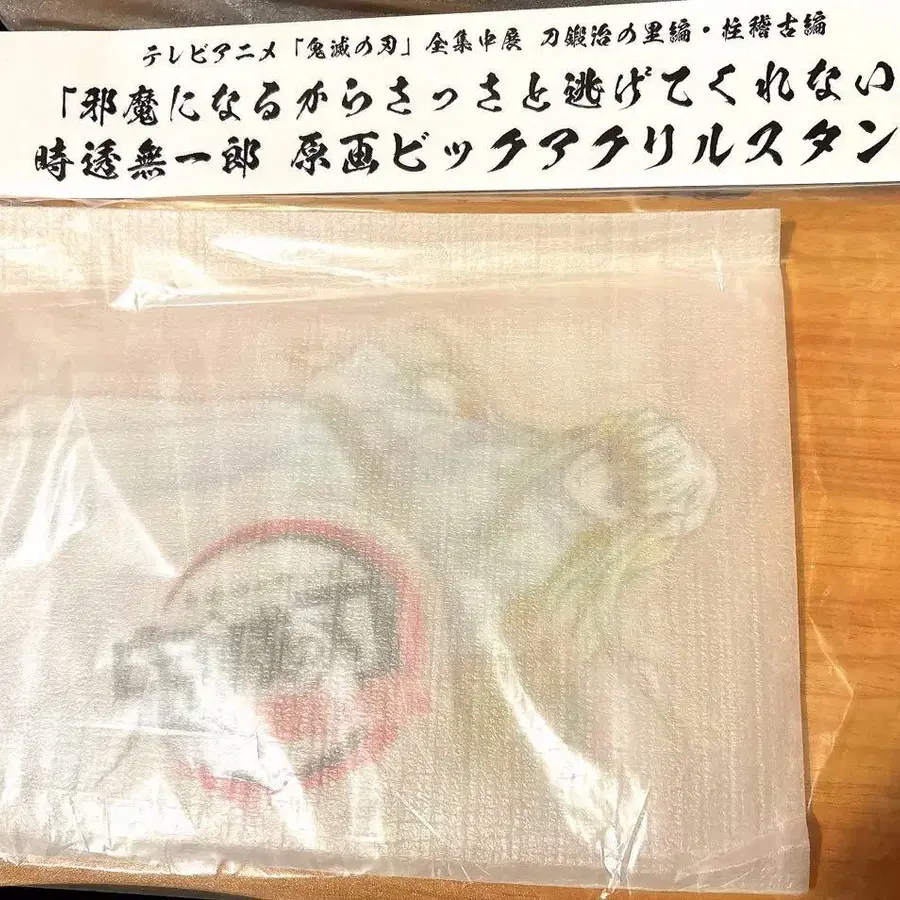 テレビアニメ「鬼滅の刃」全集中展 刀鍛冶の里編・柱稽古編
「邪魔になるからさっさと逃げてくれない
時透無一郎 原画ビックアクリルスタン